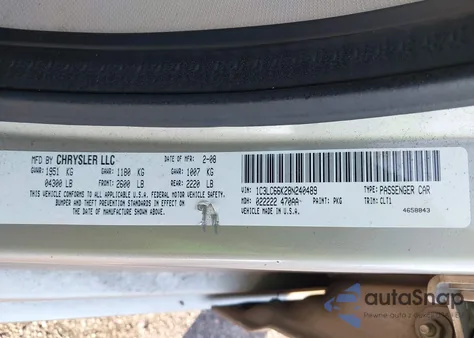 MFD BY CHRYSLER LLC DATE OF MFR: 2-08
GVWR: 1951 KG GAWR: 1180 KG GAWR: 1007 KG
04300 LB FRONT: 2600 LB REAR: 2220 LB
THIS VEHICLE CONFORMS TO ALL APPLICABLE U.S.A. FEDERAL MOTOR VEHICLE SAFETY,
BUMPER AND THEFT PREVENTION STANDARDS IN EFFECT ON
THE DATE OF MANUFACTURE SHOWN ABOVE.
VIN: 1C3LC66K28N240489 TYPE: PASSENGER CAR
MDH: 022222 470AA PAINT: PKG TRIM: CLT1
VEHICLE MADE IN U.S.A. 4658843
autoSnap
Pewne auta z